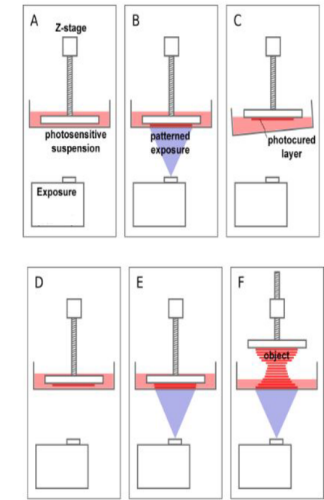 A
Z-stage
photosensitive
suspension
Exposure
B
patterned
exposure
C
photocured
layer
D
E
F
object